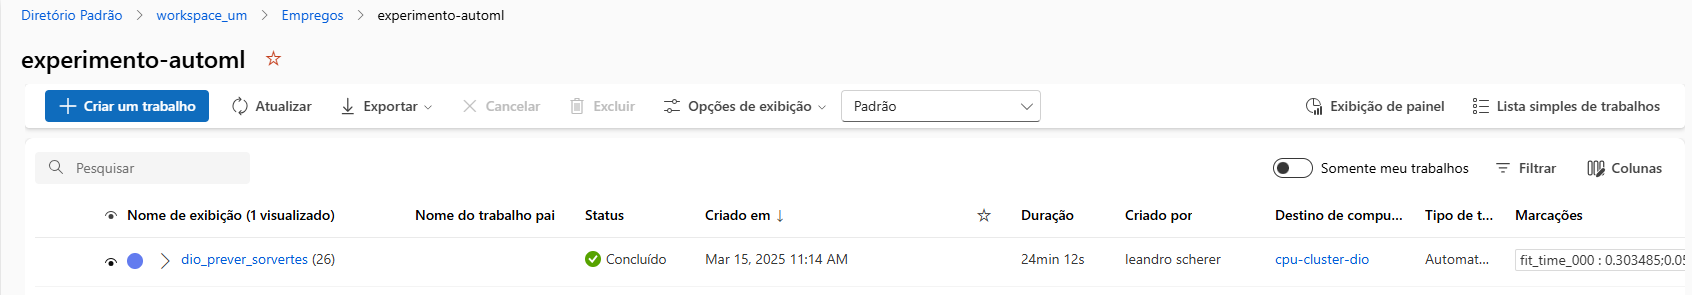 Diretório Padrão > workspace_um > Empregos > experimento-automl
experimento-automl
Criar um trabalho Atualizar Exportar Cancelar Excluir Opções de exibição Padrão Exibição de painel Lista simples de trabalhos
Pesquisar Somente meu trabalhos Filtrar Colunas
Nome de exibição (1 visualizado) Nome do trabalho pai Status Criado em ↓ Duração Criado por Destino de compu... Tipo de t... Marcações
dio_prever_sorvertes (26) Concluído Mar 15, 2025 11:14 AM 24min 12s leandro scherer cpu-cluster-dio Automat... fit_time_000 : 0.303485;0.05